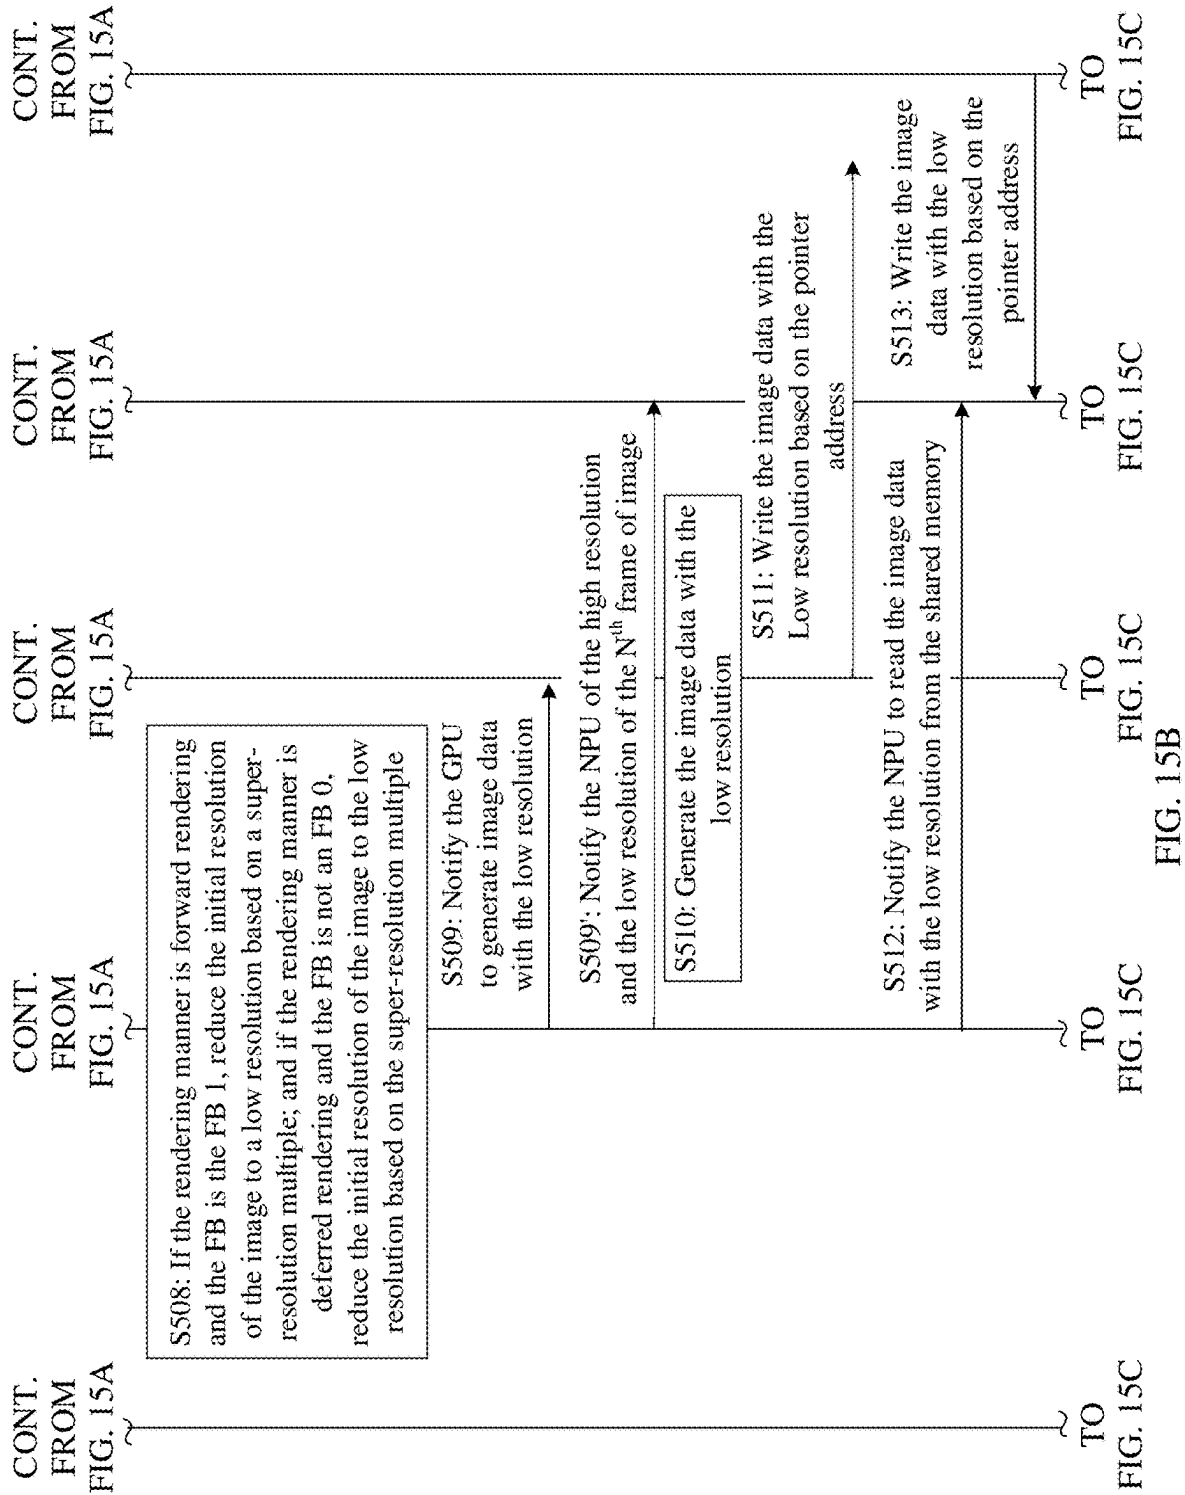 CONT.
FROM
FIG. 15A
CONT.
FROM
FIG. 15A
CONT.
FROM
FIG. 15A
CONT.
FROM
FIG. 15A
CONT.
FROM
FIG. 15A
S508: If the rendering manner is forward rendering
and the FB is the FB 1, reduce the initial resolution
of the image to a low resolution based on a super-
resolution multiple; and if the rendering manner is
deferred rendering and the FB is not an FB 0,
reduce the initial resolution of the image to the low
resolution based on the super-resolution multiple
S509: Notify the GPU
to generate image data
with the low resolution
S509': Notify the NPU of the high resolution
and the low resolution of the Nth frame of image
S510: Generate the image data with the
low resolution
S511: Write the image data with the
Low resolution based on the pointer
address
S512: Notify the NPU to read the image data
with the low resolution from the shared memory
S513: Write the image
data with the low
resolution based on the
pointer address
TO
FIG. 15C
TO
FIG. 15C
TO
FIG. 15C
TO
FIG. 15C
TO
FIG. 15C
FIG. 15B